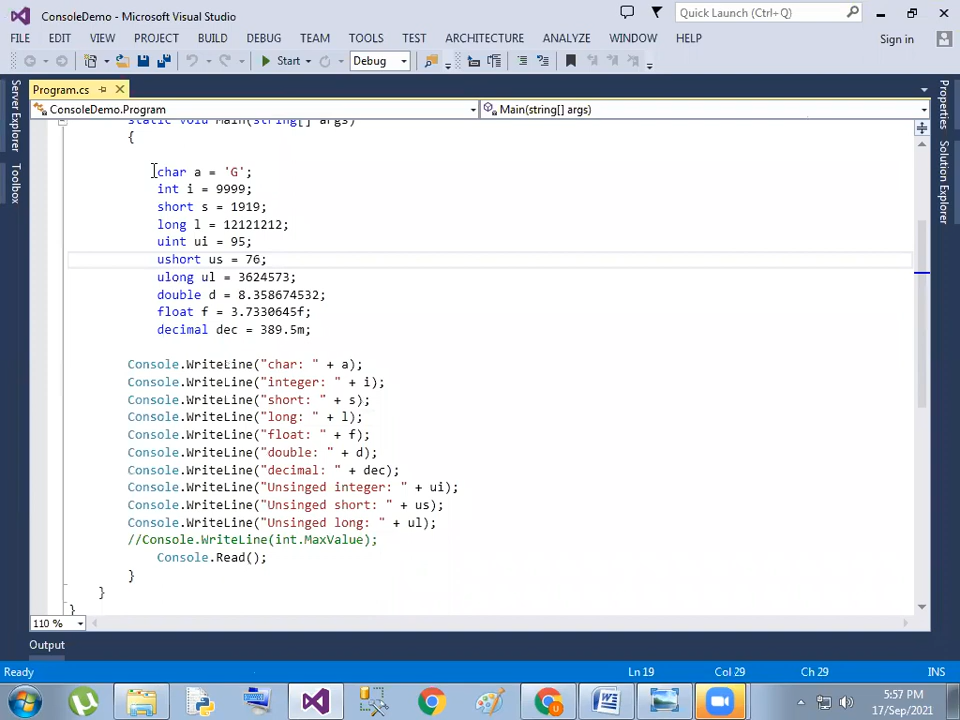 ConsoleDemo - Microsoft Visual Studio
Quick Launch (Ctrl+Q)
FILE EDIT VIEW PROJECT BUILD DEBUG TEAM TOOLS TEST ARCHITECTURE ANALYZE WINDOW HELP Sign in
Start Debug
Program.cs
ConsoleDemo.Program Main(string[] args)
Server Explorer
Toolbox
Properties
Solution Explorer
static void Main(string[] args)
{
char a = 'G';
int i = 9999;
short s = 1919;
long l = 12121212;
uint ui = 95;
ushort us = 76;
ulong ul = 3624573;
double d = 8.358674532;
float f = 3.7330645f;
decimal dec = 389.5m;
Console.WriteLine("char: " + a);
Console.WriteLine("integer: " + i);
Console.WriteLine("short: " + s);
Console.WriteLine("long: " + l);
Console.WriteLine("float: " + f);
Console.WriteLine("double: " + d);
Console.WriteLine("decimal: " + dec);
Console.WriteLine("Unsinged integer: " + ui);
Console.WriteLine("Unsinged short: " + us);
Console.WriteLine("Unsinged long: " + ul);
//Console.WriteLine(int.MaxValue);
Console.Read();
}
}
}
110 %
Output
Ready Ln 19 Col 29 Ch 29 INS
5:57 PM
17/Sep/2021